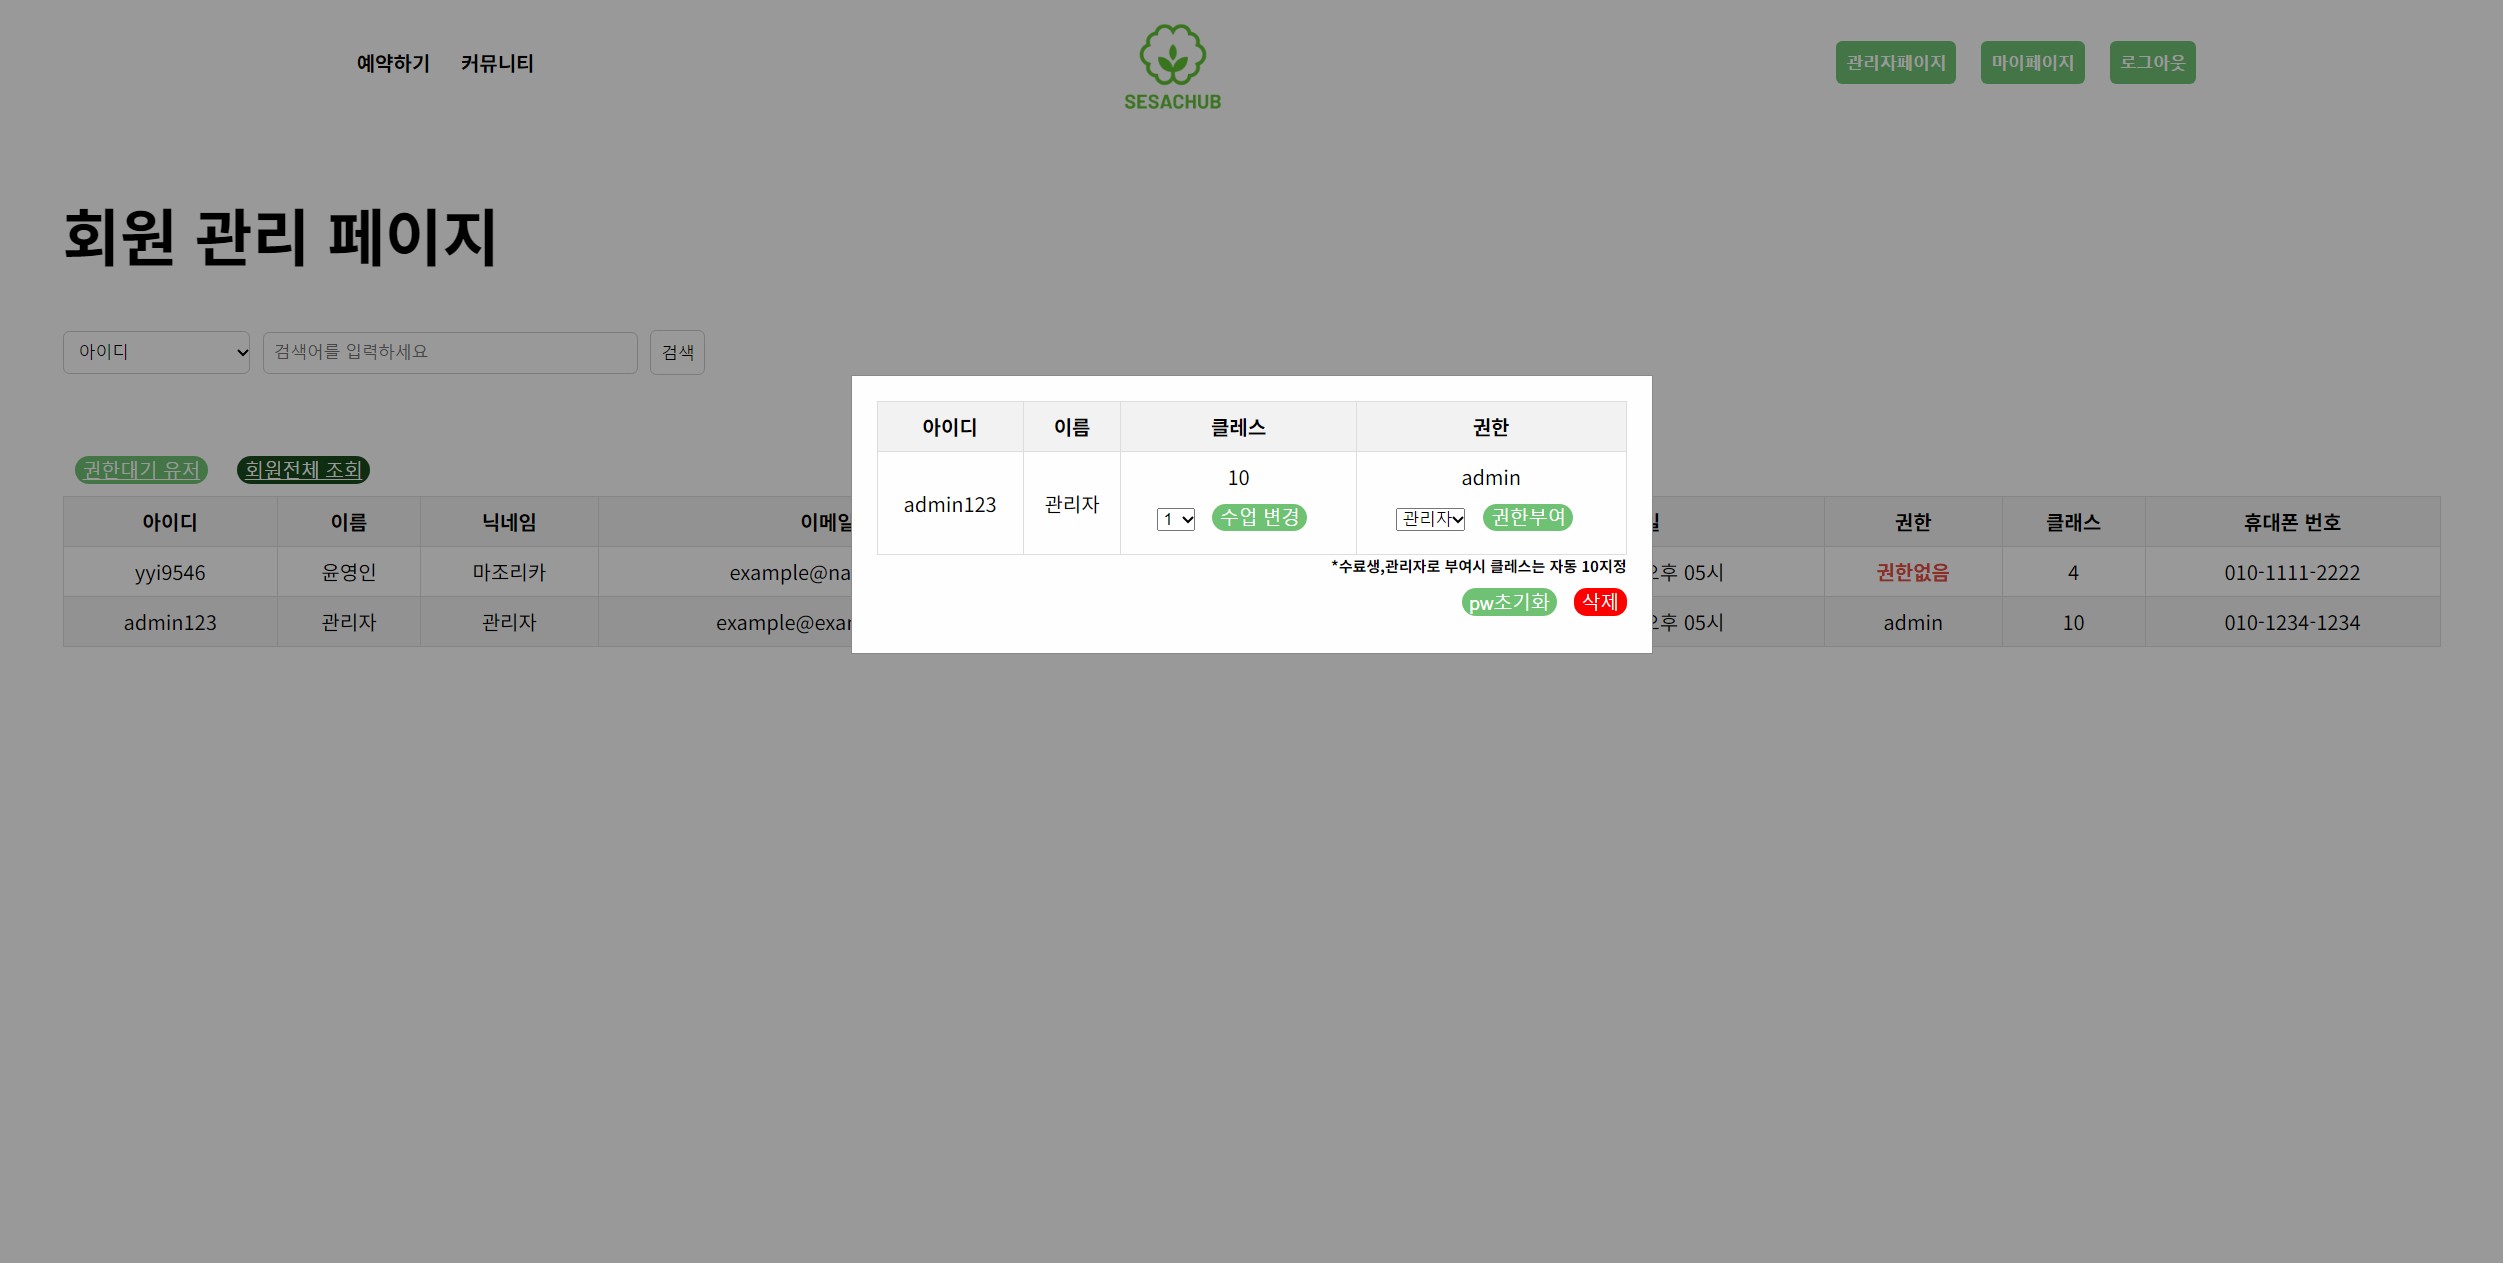 예약하기 커뮤니티
SESACHUB
관리자페이지 마이페이지 로그아웃
회원 관리 페이지
아이디 검색어를 입력하세요 검색
아이디 이름 클레스 권한
admin123 관리자 10 admin
1 수업 변경 관리자 권한부여
*수료생,관리자로 부여시 클레스는 자동 10지정
pw초기화 삭제
권한대기 유저 회원전체 조회
아이디 이름 닉네임 이메일 권한 클래스 휴대폰 번호
yyi9546 윤영인 마조리카 example@na 오후 05시 권한없음 4 010-1111-2222
admin123 관리자 관리자 example@exar 오후 05시 admin 10 010-1234-1234